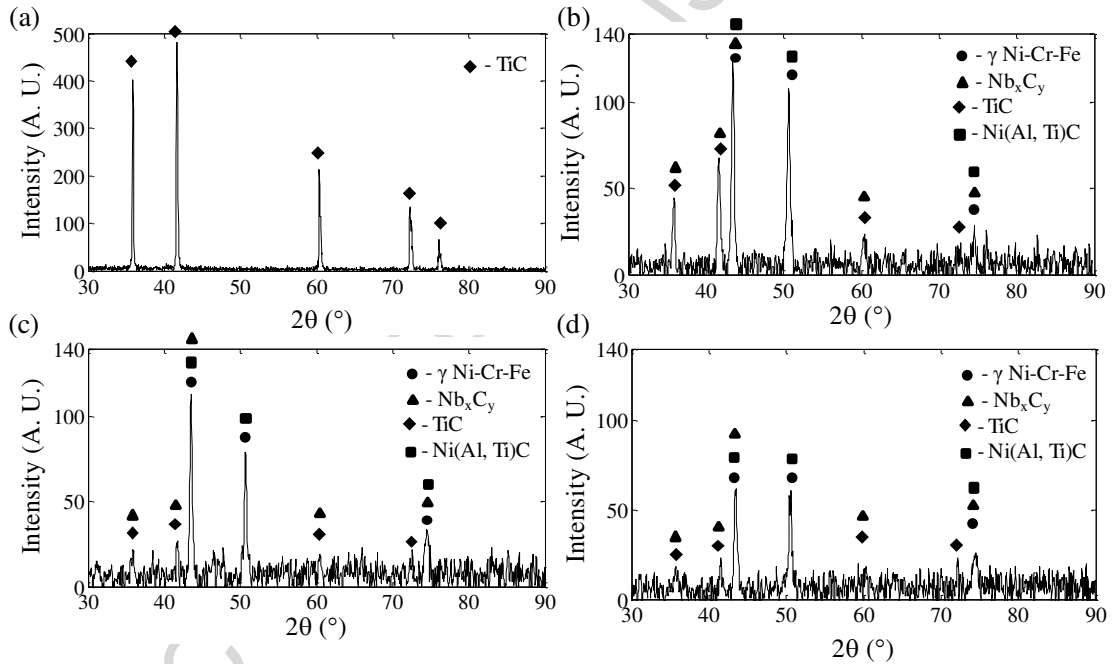 (a)
500
400
300
200
100
0
Intensity (A. U.)
30 40 50 60 70 80 90
2θ (°)
- TiC
(b)
140
100
50
0
Intensity (A. U.)
30 40 50 60 70 80 90
2θ (°)
- γ Ni-Cr-Fe
- NbxCy
- TiC
- Ni(Al, Ti)C
(c)
140
100
50
0
Intensity (A. U.)
30 40 50 60 70 80 90
2θ (°)
- γ Ni-Cr-Fe
- NbxCy
- TiC
- Ni(Al, Ti)C
(d)
140
100
50
0
Intensity (A. U.)
30 40 50 60 70 80 90
2θ (°)
- γ Ni-Cr-Fe
- NbxCy
- TiC
- Ni(Al, Ti)C